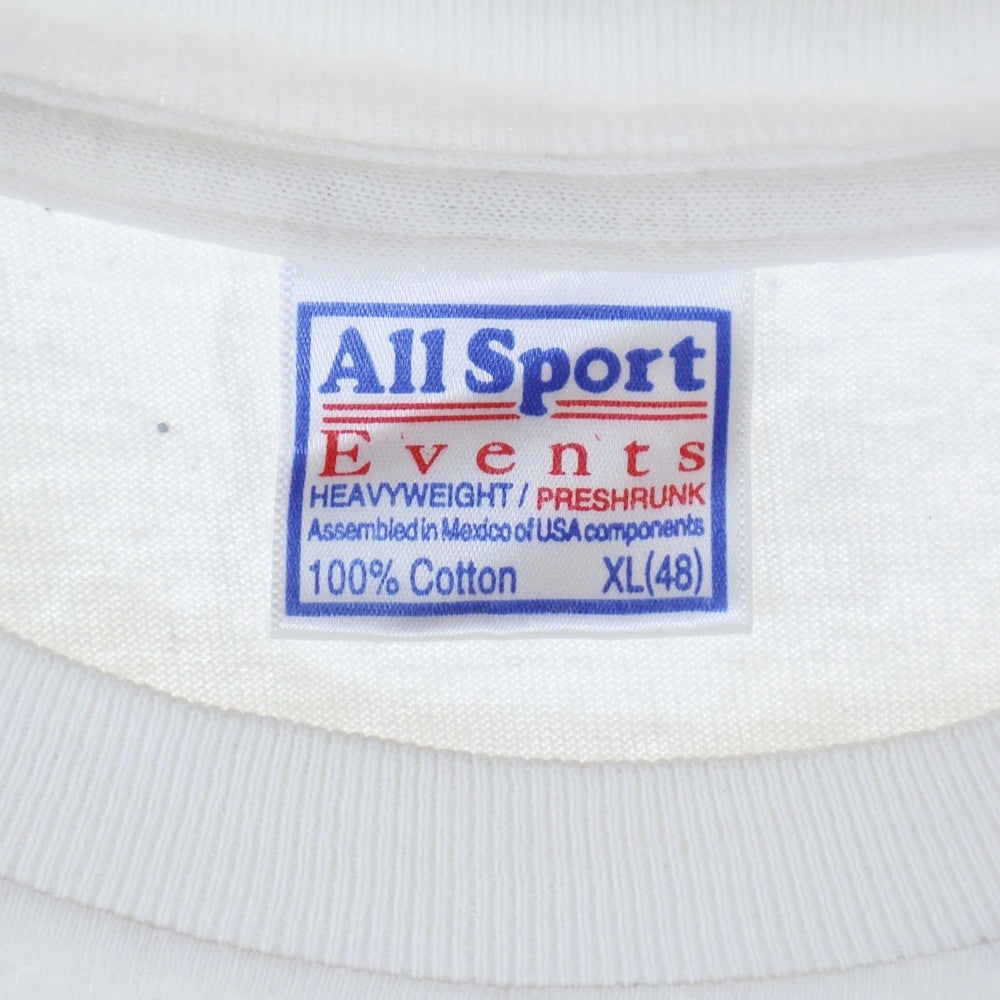 All Sport
Events
HEAVYWEIGHT / PRESHRUNK
Assembled in Mexico of USA components
100% Cotton XL(48)